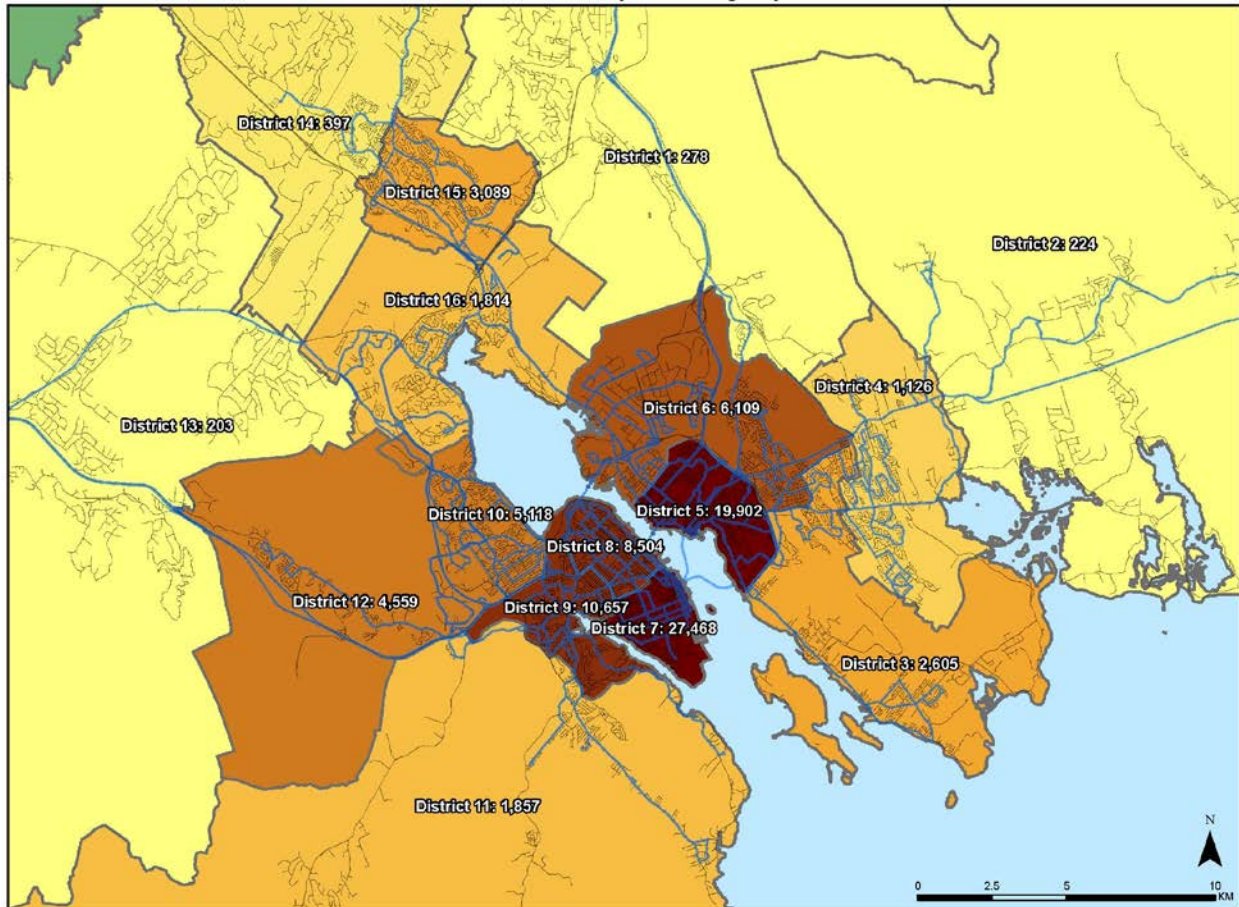 District 14: 397
District 1: 278
District 15: 3,089
District 2: 224
District 16: 1,814
District 4: 1,126
District 6: 6,109
District 13: 203
District 10: 5,118
District 5: 19,902
District 8: 8,504
District 12: 4,559
District 9: 10,657
District 7: 27,468
District 3: 2,605
District 11: 1,857
N
0 2.5 5 10
KM